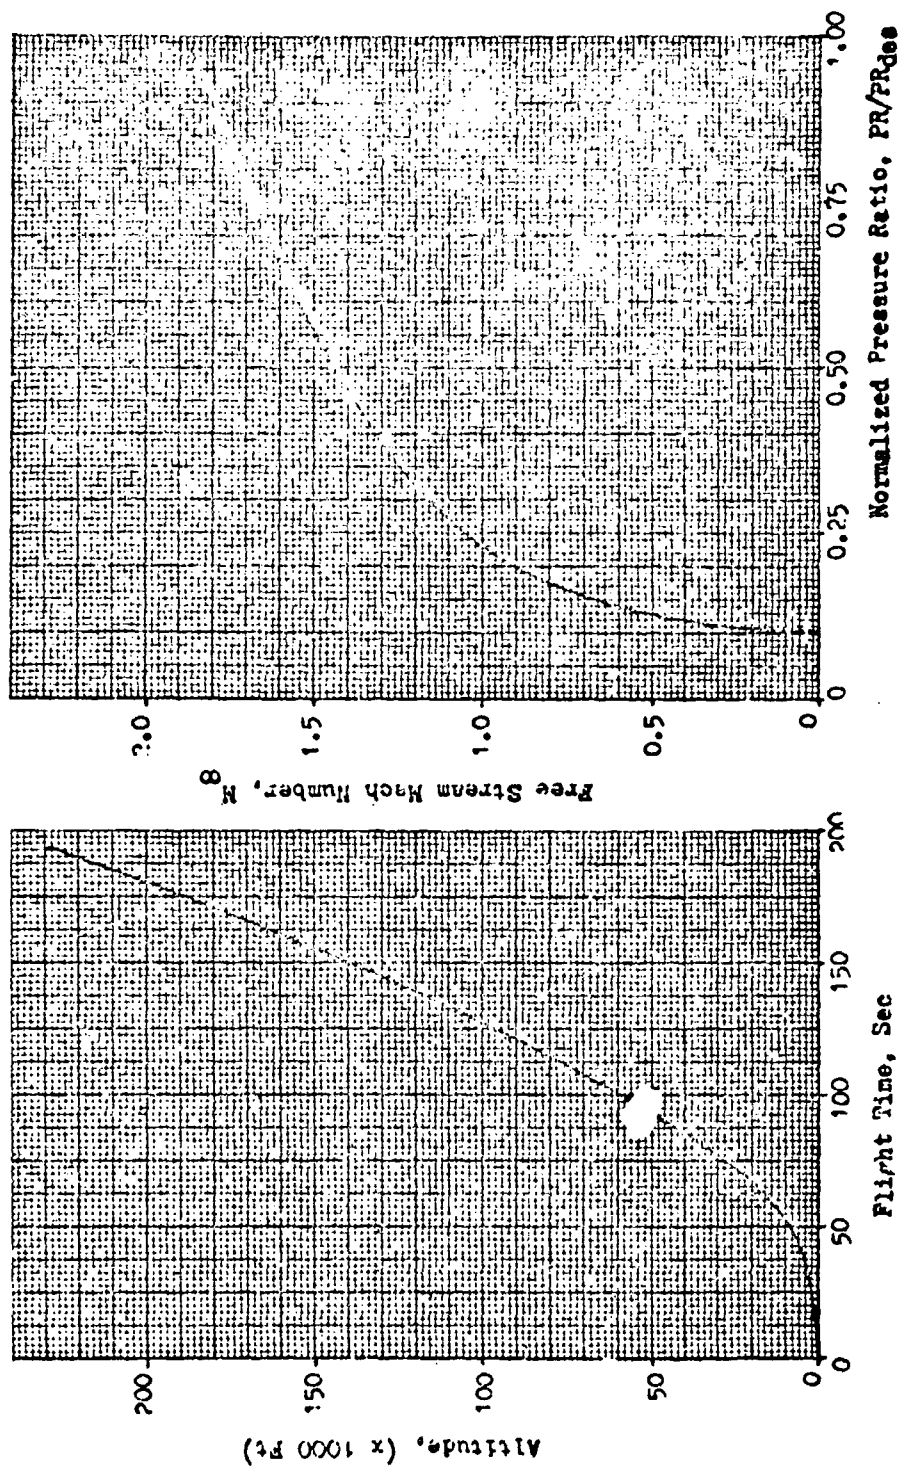 Altitude, (x 1000 Ft)
200
150
100
50
0
0 50 100 150 200
Flight Time, Sec
Free Stream Mach Number, M∞
2.0
1.5
1.0
0.5
0
0 0.25 0.50 0.75 1.00
Normalized Pressure Ratio, PR/PRdes